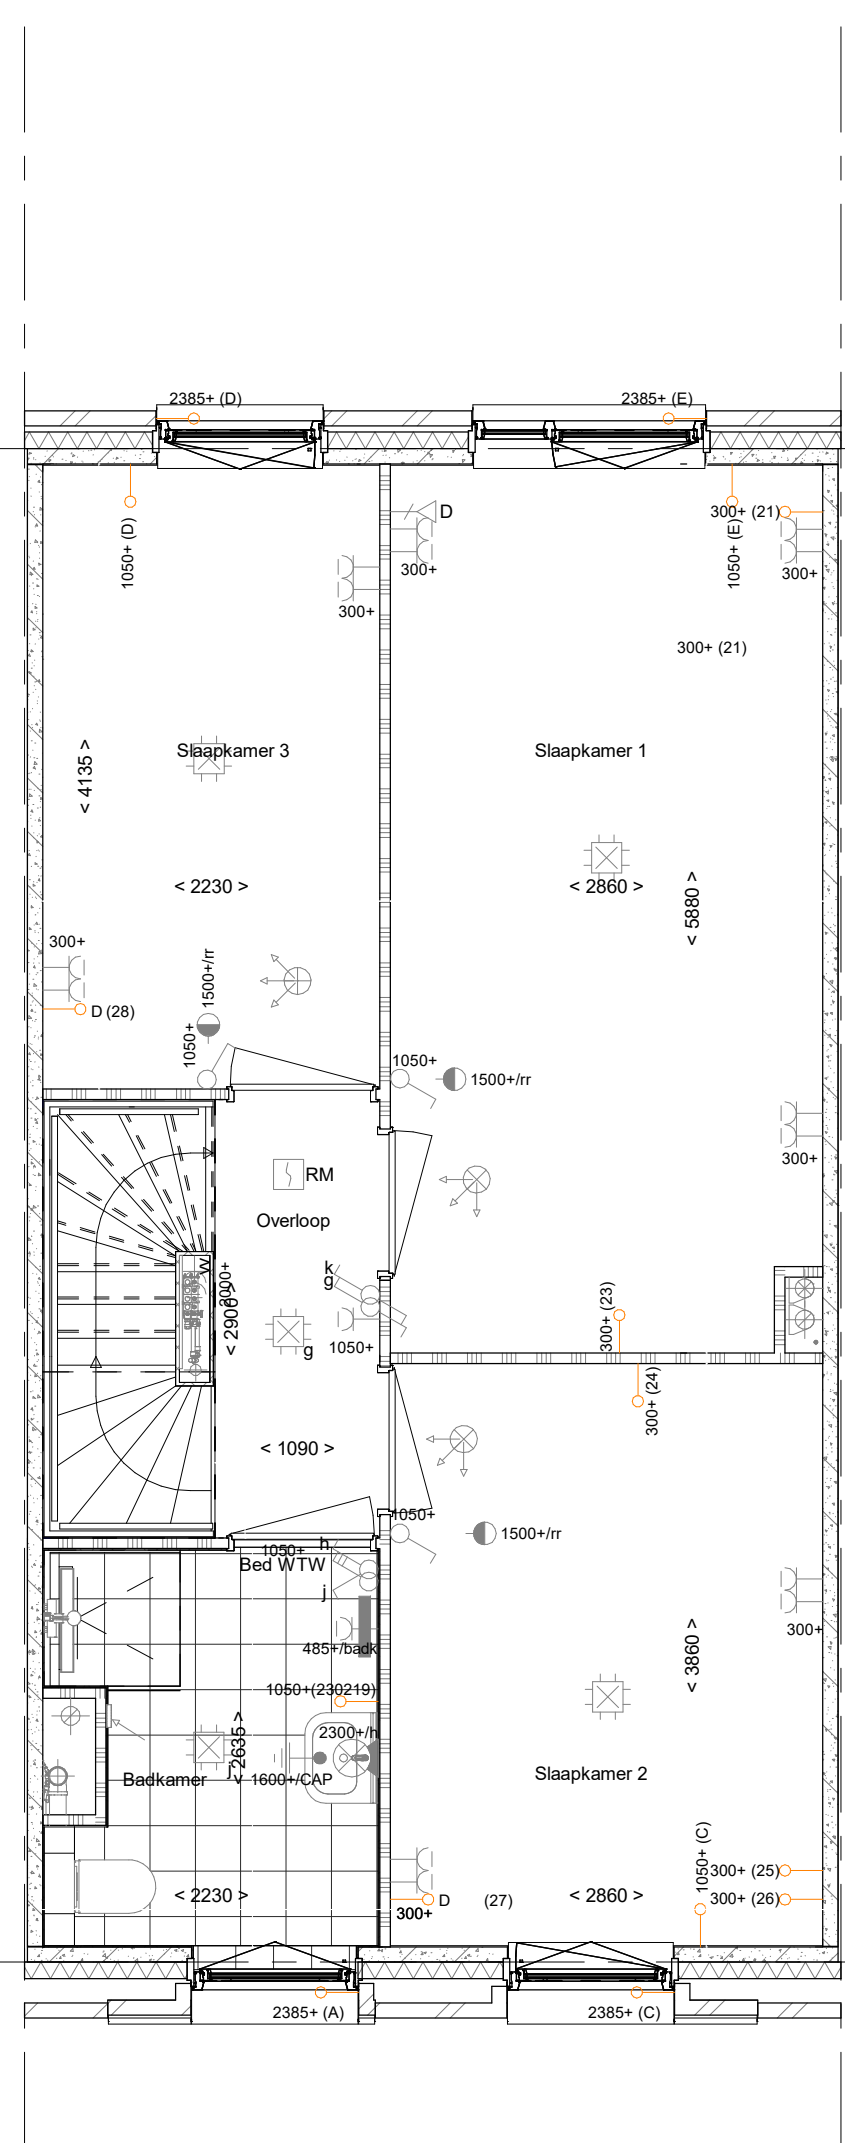 2385+ (D)
2385+ (E)
1050+ (D)
D
300+
300+
1050+ (E)
300+ (21)
300+
300+ (21)
Slaapkamer 3
Slaapkamer 1
< 4135 >
< 2230 >
< 2860 >
< 5880 >
300+
D (28)
1500+/rr
1050+
1050+
1500+/rr
300+
RM
Overloop
k
g
W
2000+
< 2900 >
g
1050+
300+ (23)
300+ (24)
< 1090 >
1050+
1500+/rr
h
1050+
Bed WTW
j
485+/badk
300+
1050+(230219)
< 3860 >
2300+/h
< 2635 >
j
1600+/CAP
Badkamer
Slaapkamer 2
1050+ (C)
300+ (25)
300+ (26)
< 2230 >
D
(27)
300+
< 2860 >
2385+ (A)
2385+ (C)